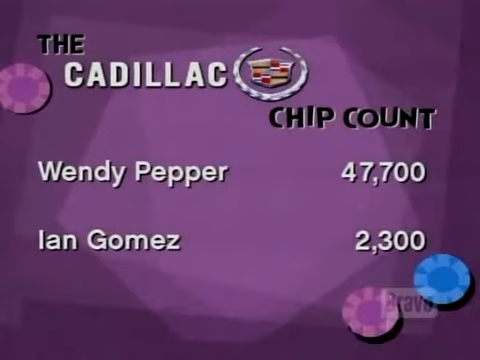 THE
CADILLAC
CHIP COUNT
Wendy Pepper 47,700
Ian Gomez 2,300
Bravo